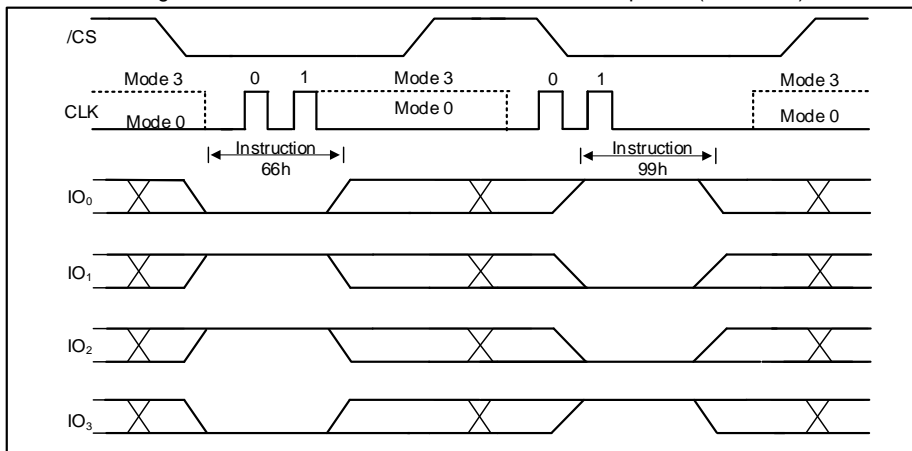 /CS
Mode 3 0 1 Mode 3 0 1 Mode 3
CLK Mode 0 Mode 0 Mode 0
Instruction Instruction
66h 99h
IO₀
IO₁
IO₂
IO₃